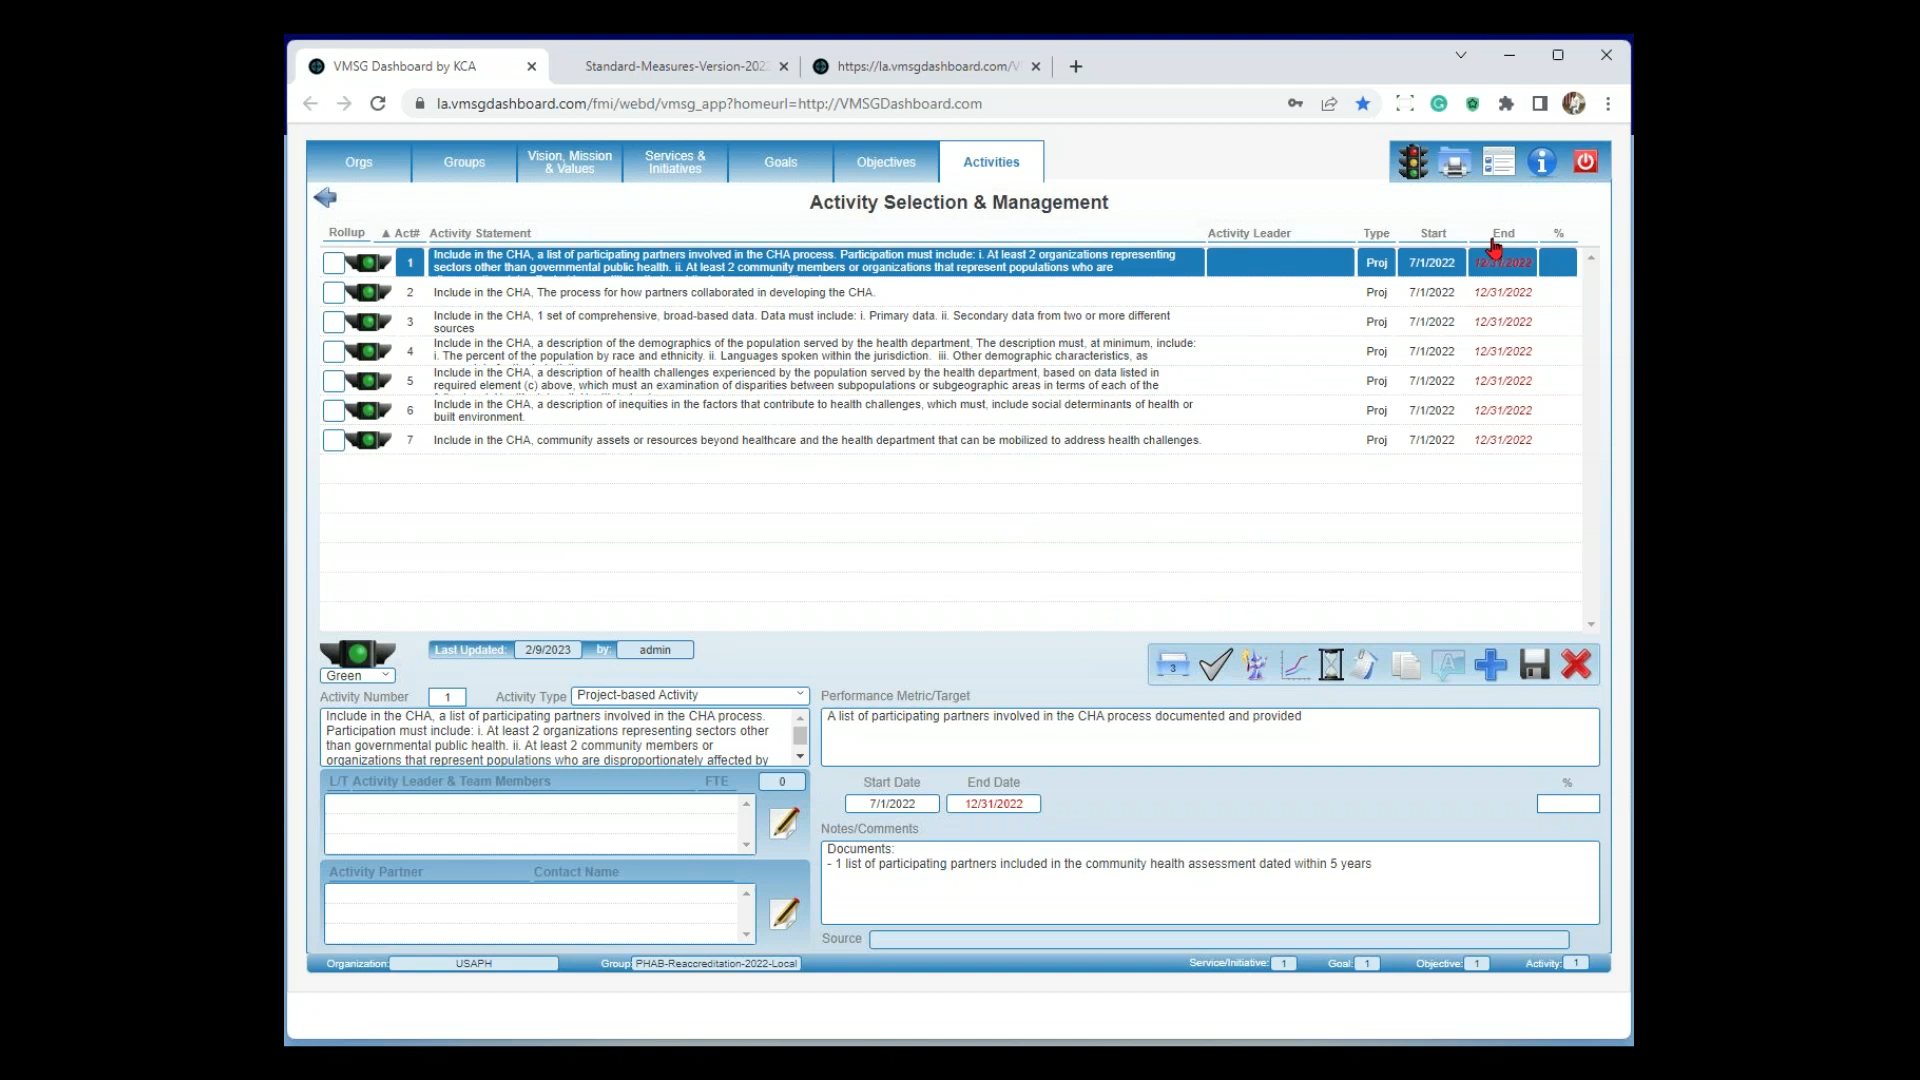 VMSG Dashboard by KCA
Standard-Measures-Version-202
https://la.vmsgdashboard.com/V
la.vmsgdashboard.com/fmi/webd/vmsg_app?homeurl=http://VMSGDashboard.com
Orgs
Groups
Vision, Mission
& Values
Services &
Initiatives
Goals
Objectives
Activities
Activity Selection & Management
Rollup ▲ Act# Activity Statement Activity Leader Type Start End %
1 Include in the CHA, a list of participating partners involved in the CHA process. Participation must include: i. At least 2 organizations representing
sectors other than governmental public health. ii. At least 2 community members or organizations that represent populations who are
Proj 7/1/2022 12/31/2022
2 Include in the CHA, The process for how partners collaborated in developing the CHA. Proj 7/1/2022 12/31/2022
3 Include in the CHA, 1 set of comprehensive, broad-based data. Data must include: i. Primary data. ii. Secondary data from two or more different
sources
Proj 7/1/2022 12/31/2022
4 Include in the CHA, a description of the demographics of the population served by the health department, The description must, at minimum, include:
i. The percent of the population by race and ethnicity. ii. Languages spoken within the jurisdiction. iii. Other demographic characteristics, as
Proj 7/1/2022 12/31/2022
5 Include in the CHA, a description of health challenges experienced by the population served by the health department, based on data listed in
required element (c) above, which must an examination of disparities between subpopulations or subgeographic areas in terms of each of the
Proj 7/1/2022 12/31/2022
6 Include in the CHA, a description of inequities in the factors that contribute to health challenges, which must, include social determinants of health or
built environment.
Proj 7/1/2022 12/31/2022
7 Include in the CHA, community assets or resources beyond healthcare and the health department that can be mobilized to address health challenges. Proj 7/1/2022 12/31/2022
Last Updated: 2/9/2023 by: admin
3
Green
Activity Number 1 Activity Type Project-based Activity
Performance Metric/Target
Include in the CHA, a list of participating partners involved in the CHA process.
Participation must include: i. At least 2 organizations representing sectors other
than governmental public health. ii. At least 2 community members or
organizations that represent populations who are disproportionately affected by
A list of participating partners involved in the CHA process documented and provided
L/T Activity Leader & Team Members FTE 0
Start Date End Date %
7/1/2022 12/31/2022
Notes/Comments
Documents:
- 1 list of participating partners included in the community health assessment dated within 5 years
Activity Partner Contact Name
Source
Organization: USAPH Group: PHAB-Reaccreditation-2022-Local Service/Initiative: 1 Goal: 1 Objective: 1 Activity: 1